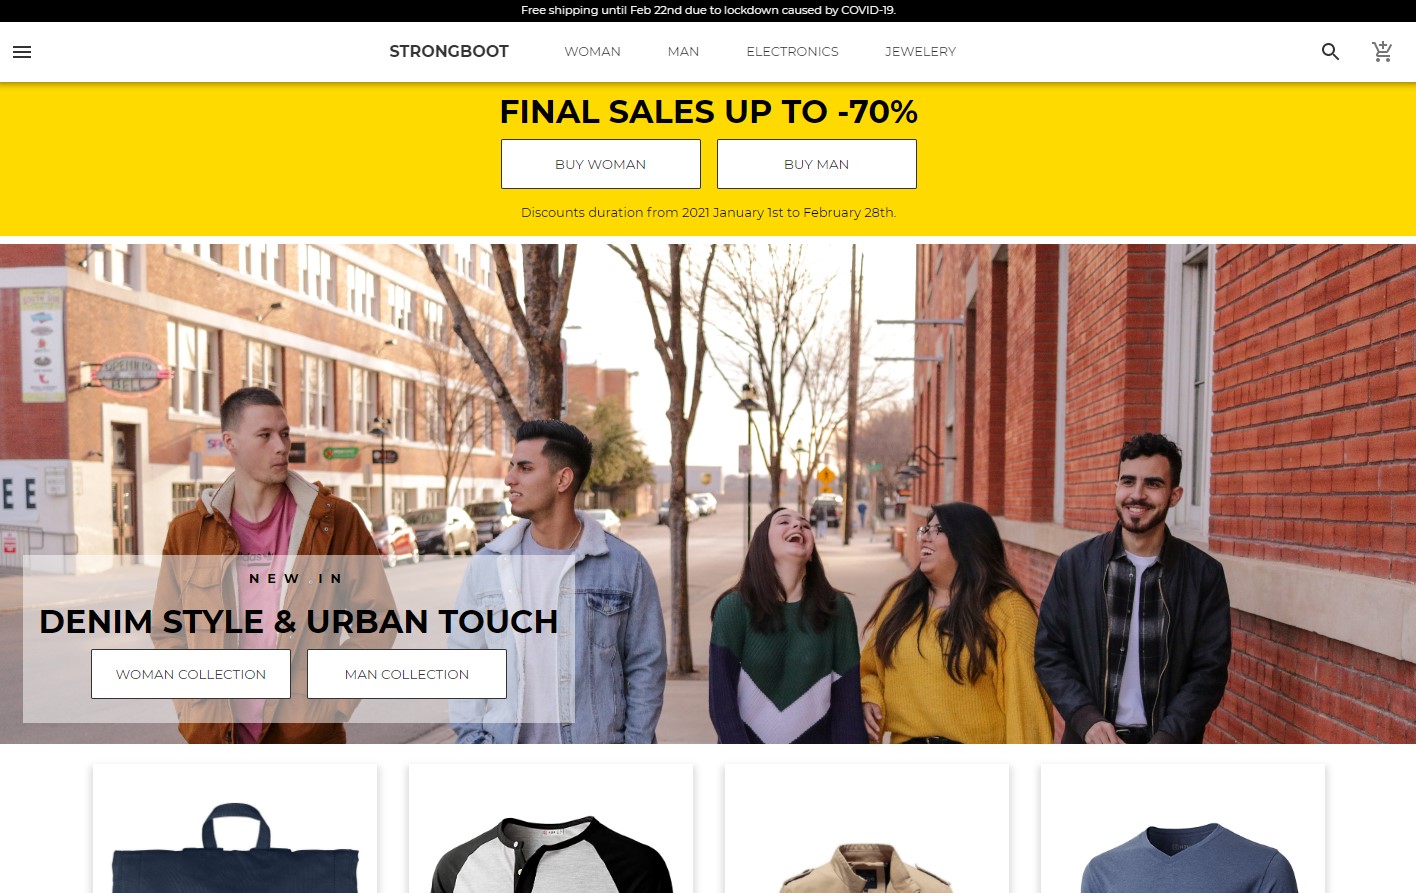 Free shipping until Feb 22nd due to lockdown caused by COVID-19.
STRONGBOOT WOMAN MAN ELECTRONICS JEWELERY
FINAL SALES UP TO -70%
BUY WOMAN BUY MAN
Discounts duration from 2021 January 1st to February 28th.
NEW IN
DENIM STYLE & URBAN TOUCH
WOMAN COLLECTION MAN COLLECTION